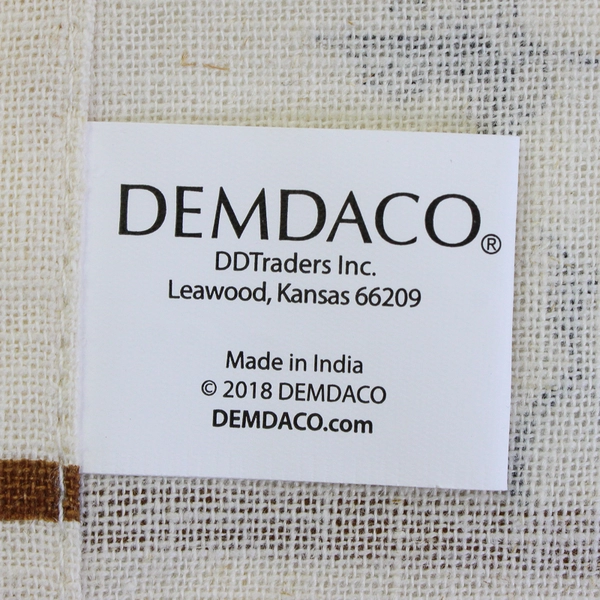 DEMDACO®
DDTraders Inc.
Leawood, Kansas 66209
Made in India
© 2018 DEMDACO
DEMDACO.com